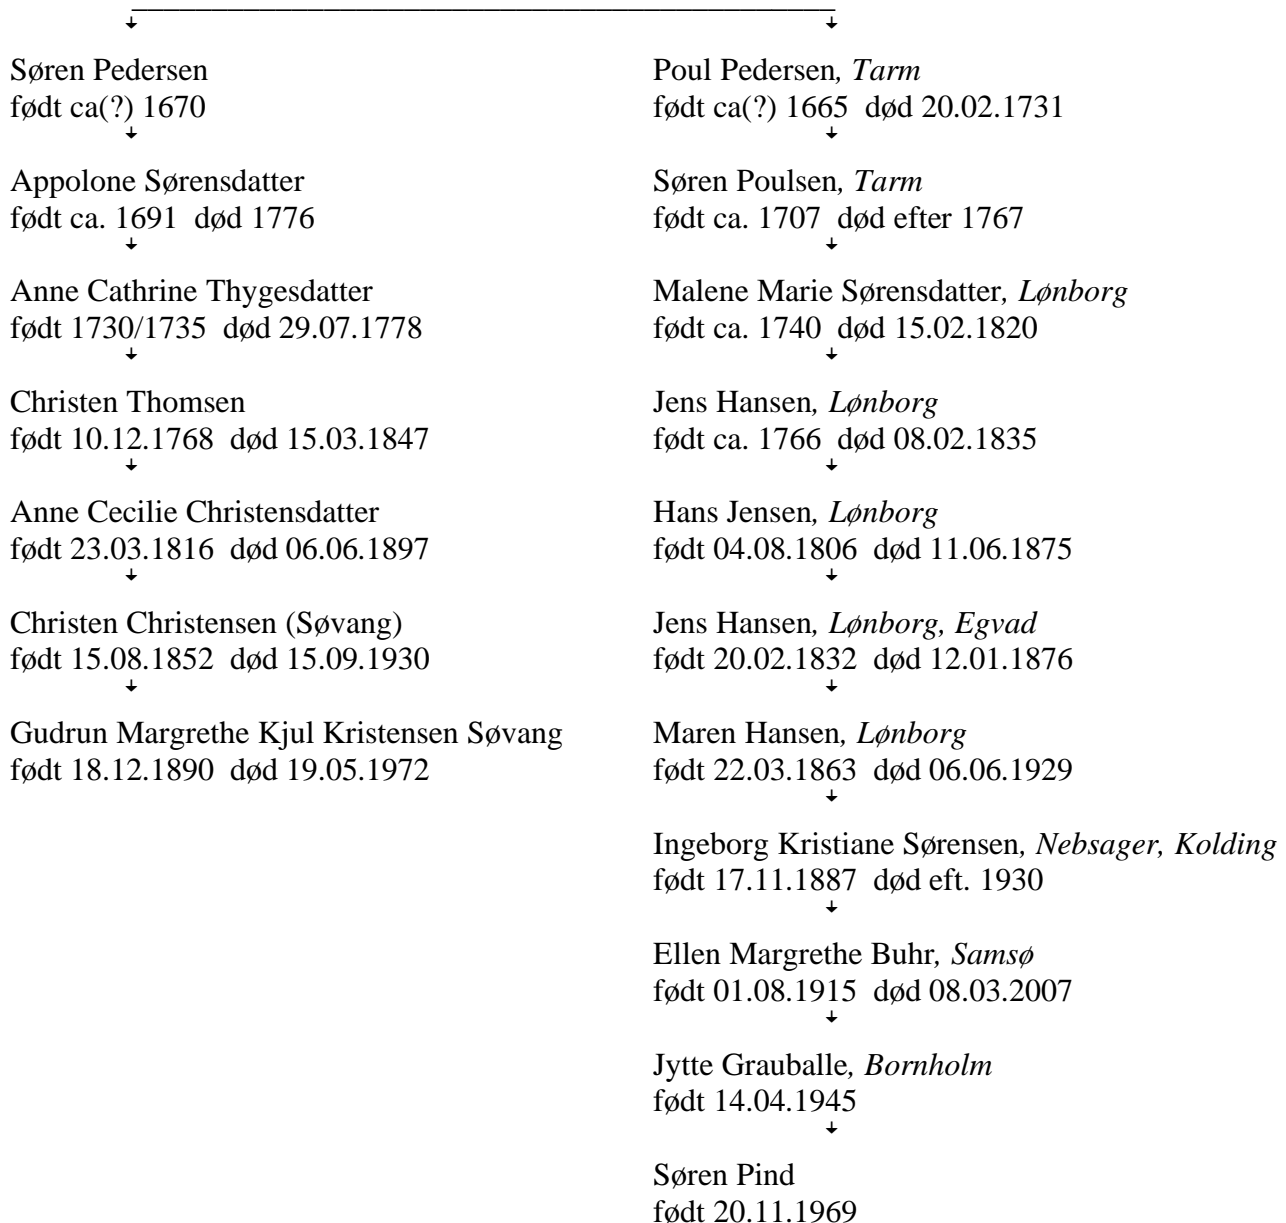 Søren Pedersen
født ca(?) 1670
Appolone Sørensdatter
født ca. 1691  død 1776
Anne Cathrine Thygesdatter
født 1730/1735  død 29.07.1778
Christen Thomsen
født 10.12.1768  død 15.03.1847
Anne Cecilie Christensdatter
født 23.03.1816  død 06.06.1897
Christen Christensen (Søvang)
født 15.08.1852  død 15.09.1930
Gudrun Margrethe Kjul Kristensen Søvang
født 18.12.1890  død 19.05.1972
Poul Pedersen, Tarm
født ca(?) 1665  død 20.02.1731
Søren Poulsen, Tarm
født ca. 1707  død efter 1767
Malene Marie Sørensdatter, Lønborg
født ca. 1740  død 15.02.1820
Jens Hansen, Lønborg
født ca. 1766  død 08.02.1835
Hans Jensen, Lønborg
født 04.08.1806  død 11.06.1875
Jens Hansen, Lønborg, Egvad
født 20.02.1832  død 12.01.1876
Maren Hansen, Lønborg
født 22.03.1863  død 06.06.1929
Ingeborg Kristiane Sørensen, Nebsager, Kolding
født 17.11.1887  død eft. 1930
Ellen Margrethe Buhr, Samsø
født 01.08.1915  død 08.03.2007
Jytte Grauballe, Bornholm
født 14.04.1945
Søren Pind
født 20.11.1969